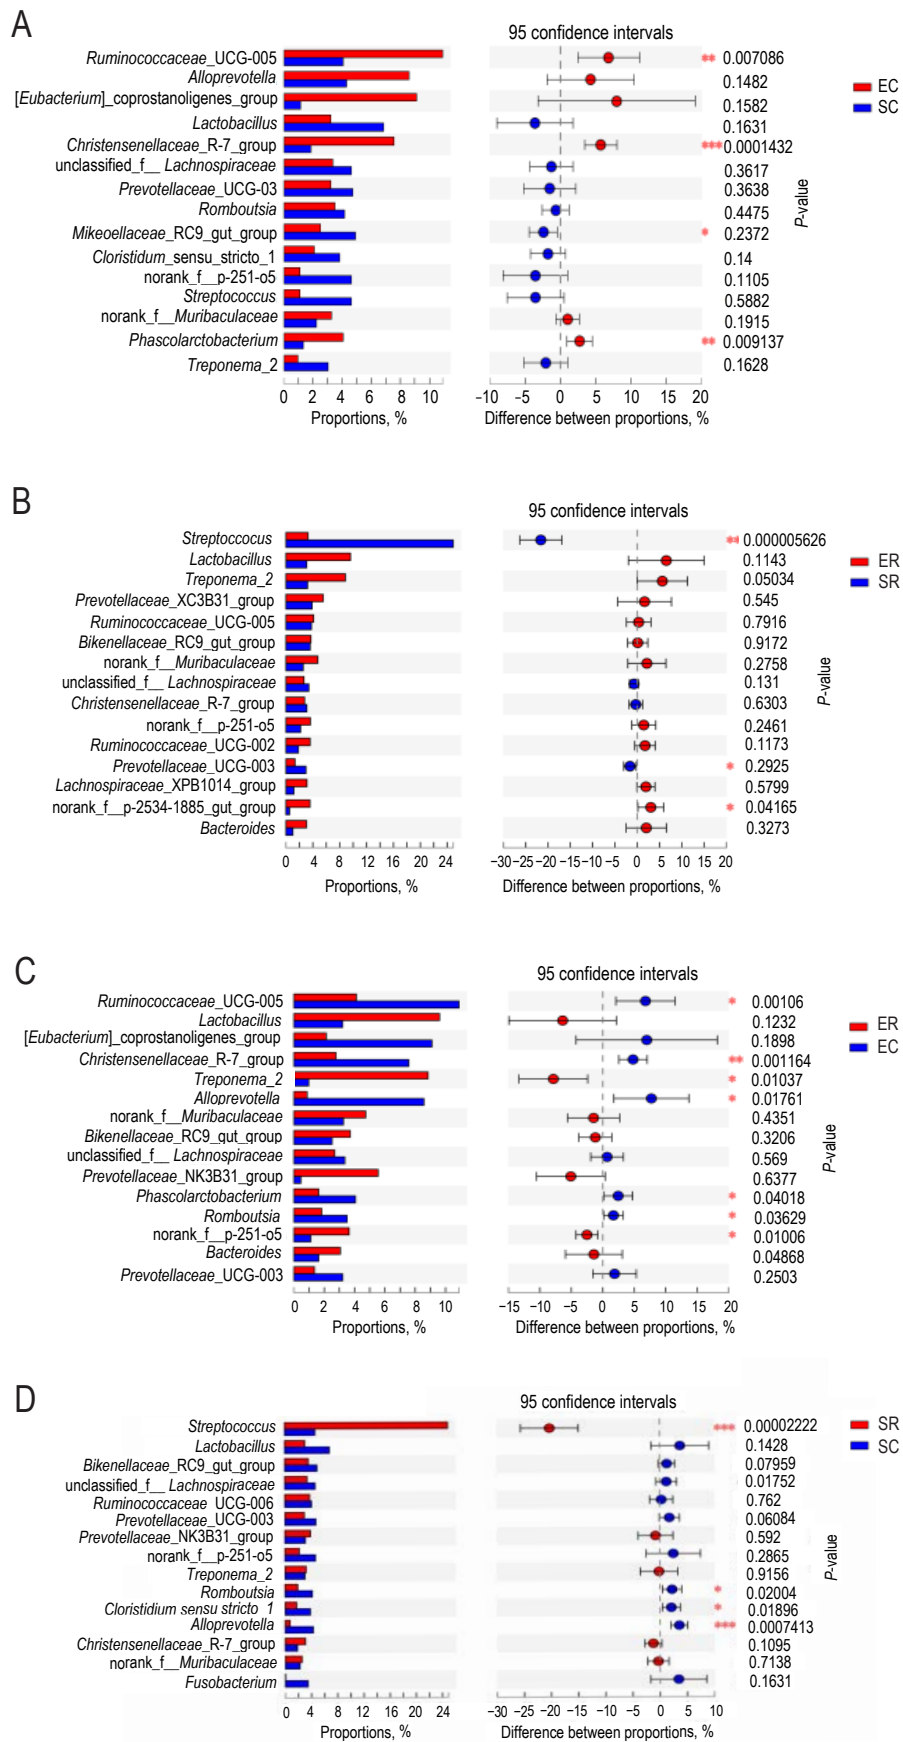 A
95 confidence intervals
Ruminococcaceae_UCG-005 ** 0.007086
Alloprevotella 0.1482
[Eubacterium]_coprostanoligenes_group 0.1582
Lactobacillus 0.1631
Christensenellaceae_R-7_group *** 0.0001432
unclassified_f__ Lachnospiraceae 0.3617
Prevotellaceae_UCG-03 0.3638
Romboutsia 0.4475
Mikeoellaceae_RC9_gut_group * 0.2372
Cloristidum_sensu_stricto_1 0.14
norank_f__p-251-o5 0.1105
Streptococcus 0.5882
norank_f__Muribaculaceae 0.1915
Phascolarctobacterium ** 0.009137
Treponema_2 0.1628
EC
SC
P-value
0 2 4 6 8 10
Proportions, %
−10 −5 0 5 10 15 20
Difference between proportions, %
B
95 confidence intervals
Streptoccocus ** 0.000005626
Lactobacillus 0.1143
Treponema_2 0.05034
Prevotellaceae_XC3B31_group 0.545
Ruminococcaceae_UCG-005 0.7916
Bikenellaceae_RC9_gut_group 0.9172
norank_f__Muribaculaceae 0.2758
unclassified_f__ Lachnospiraceae 0.131
Christensenellaceae_R-7_group 0.6303
norank_f__p-251-o5 0.2461
Ruminococcaceae_UCG-002 0.1173
Prevotellaceae_UCG-003 * 0.2925
Lachnospiraceae_XPB1014_group 0.5799
norank_f__p-2534-1885_gut_group * 0.04165
Bacteroides 0.3273
ER
SR
P-value
0 4 8 12 16 20 24
Proportions, %
−30 −25 −20 −15 −10 −5 0 5 10 15 20
Difference between proportions, %
C
95 confidence intervals
Ruminococcaceae_UCG-005 * 0.00106
Lactobacillus 0.1232
[Eubacterium]_coprostanoligenes_group 0.1898
Christensenellaceae_R-7_group ** 0.001164
Treponema_2 * 0.01037
Alloprevotella * 0.01761
norank_f__Muribaculaceae 0.4351
Bikenellaceae_RC9_qut_group 0.3206
unclassified_f__ Lachnospiraceae 0.569
Prevotellaceae_NK3B31_group 0.6377
Phascolarctobacterium * 0.04018
Romboutsia * 0.03629
norank_f__p-251-o5 * 0.01006
Bacteroides 0.04868
Prevotellaceae_UCG-003 0.2503
ER
EC
P-value
0 2 4 6 8 10
Proportions, %
−15 −10 −5 0 5 10 15 20
Difference between proportions, %
D
95 confidence intervals
Streptococcus *** 0.00002222
Lactobacillus 0.1428
Bikenellaceae_RC9_gut_group 0.07959
unclassified_f__ Lachnospiraceae 0.01752
Ruminococcaceae_UCG-006 0.762
Prevotellaceae_UCG-003 0.06084
Prevotellaceae_NK3B31_group 0.592
norank_f__p-251-o5 0.2865
Treponema_2 0.9156
Romboutsia * 0.02004
Cloristidium sensu stricto_1 * 0.01896
Alloprevotella *** 0.0007413
Christensenellaceae_R-7_group 0.1095
norank_f__Muribaculaceae 0.7138
Fusobacterium 0.1631
SR
SC
P-value
0 4 8 12 16 20 24
Proportions, %
−30 −25 −20 −15 −10 −5 0 5 10
Difference between proportions, %